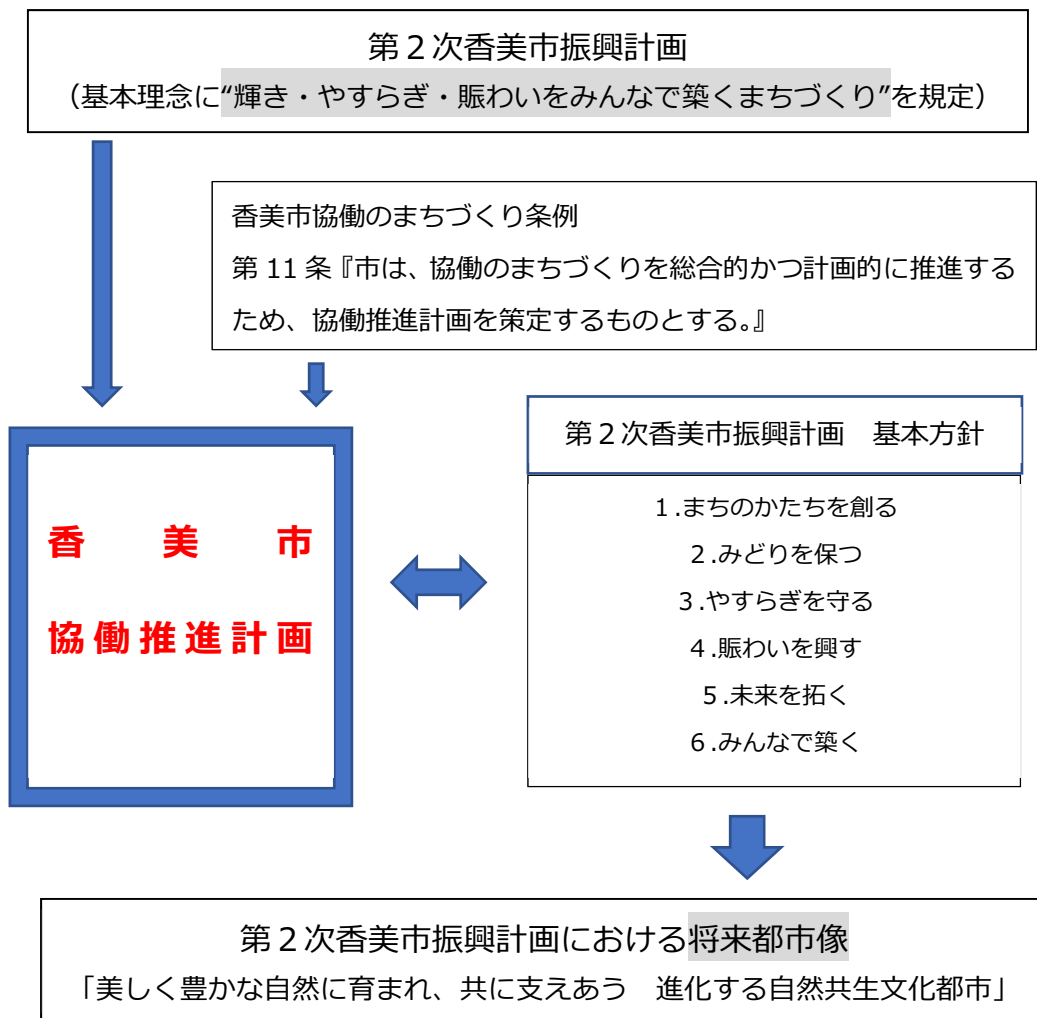 第２次香美市振興計画
（基本理念に“輝き・やすらぎ・賑わいをみんなで築くまちづくり”を規定）
香美市協働のまちづくり条例
第 11 条『市は、協働のまちづくりを総合的かつ計画的に推進する
ため、協働推進計画を策定するものとする。』
香　美　市
協働推進計画
第２次香美市振興計画　基本方針
１.まちのかたちを創る
２.みどりを保つ
３.やすらぎを守る
４.賑わいを興す
５.未来を拓く
６.みんなで築く
第２次香美市振興計画における将来都市像
「美しく豊かな自然に育まれ、共に支えあう　進化する自然共生文化都市」